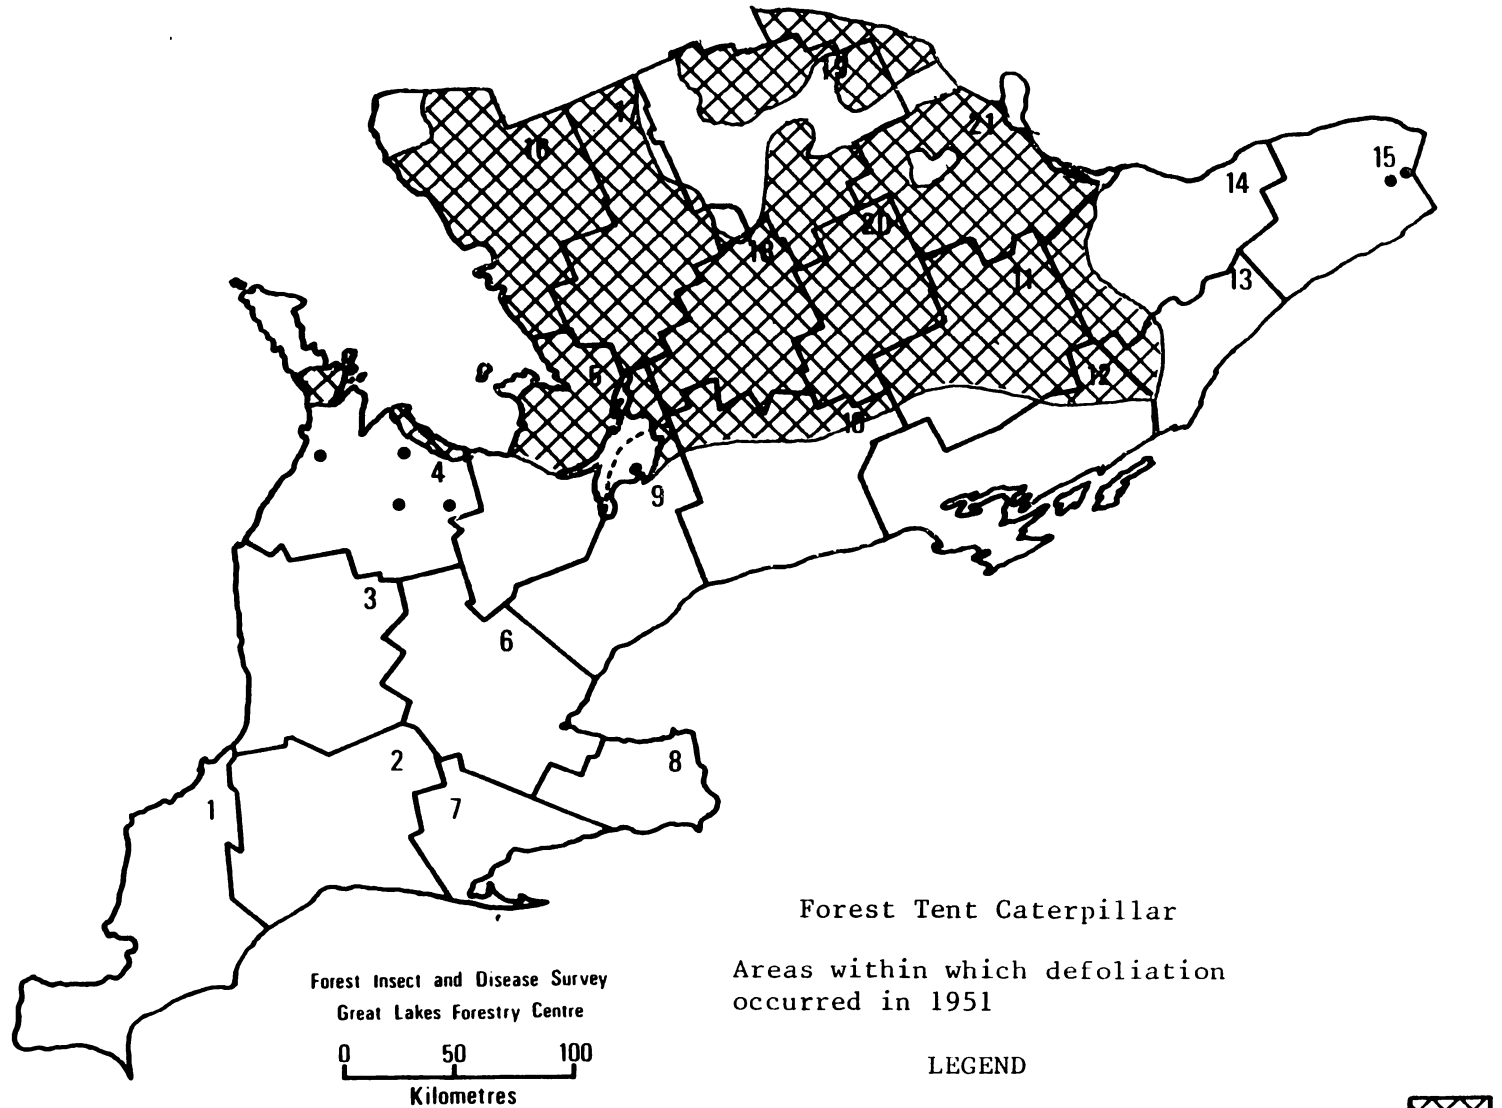 19
17
21
16
15
14
20
18
13
11
5
12
10
4
9
3
6
2
8
1
7
Forest Tent Caterpillar
Areas within which defoliation
occurred in 1951
LEGEND
Forest Insect and Disease Survey
Great Lakes Forestry Centre
0 50 100
Kilometres